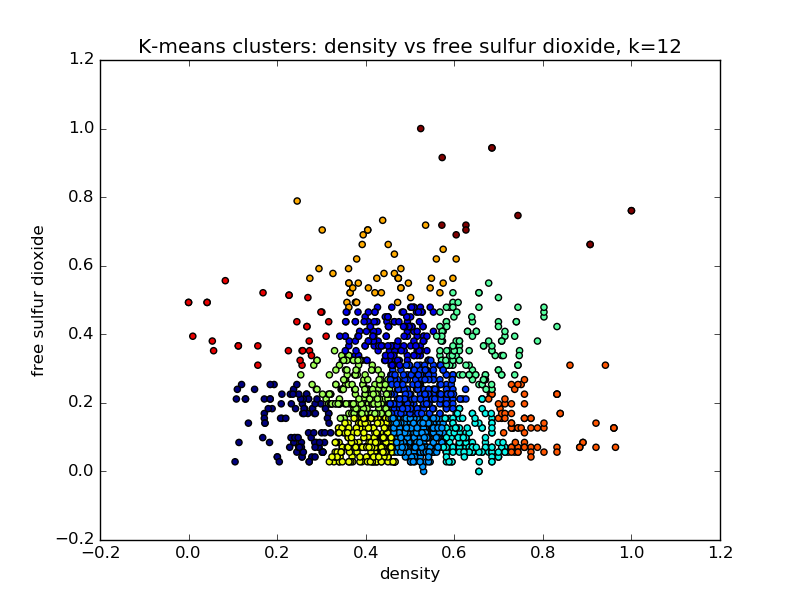 K-means clusters: density vs free sulfur dioxide, k=12
1.2
1.0
0.8
0.6
0.4
0.2
0.0
−0.2
free sulfur dioxide
−0.2 0.0 0.2 0.4 0.6 0.8 1.0 1.2
density